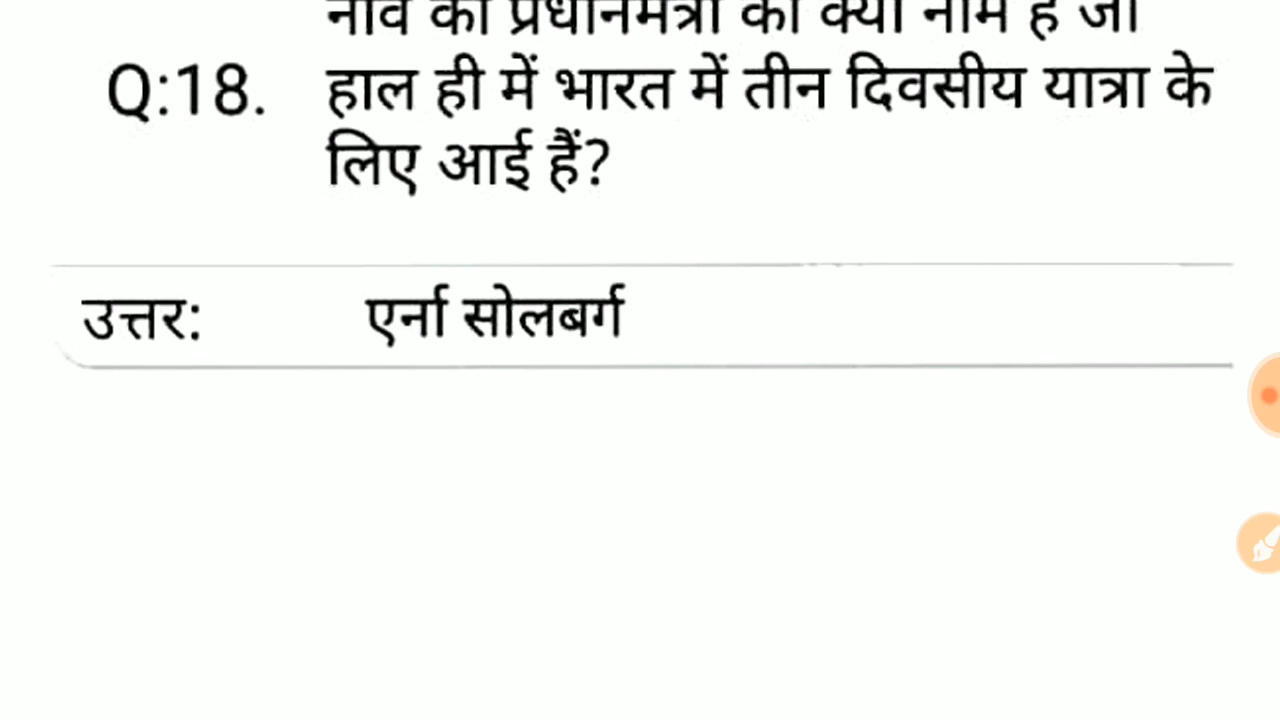 की प्रधानमंत्री का क्या नाम है जो
Q:18. हाल ही में भारत में तीन दिवसीय यात्रा के
लिए आई हैं?
उत्तर: एर्ना सोलबर्ग